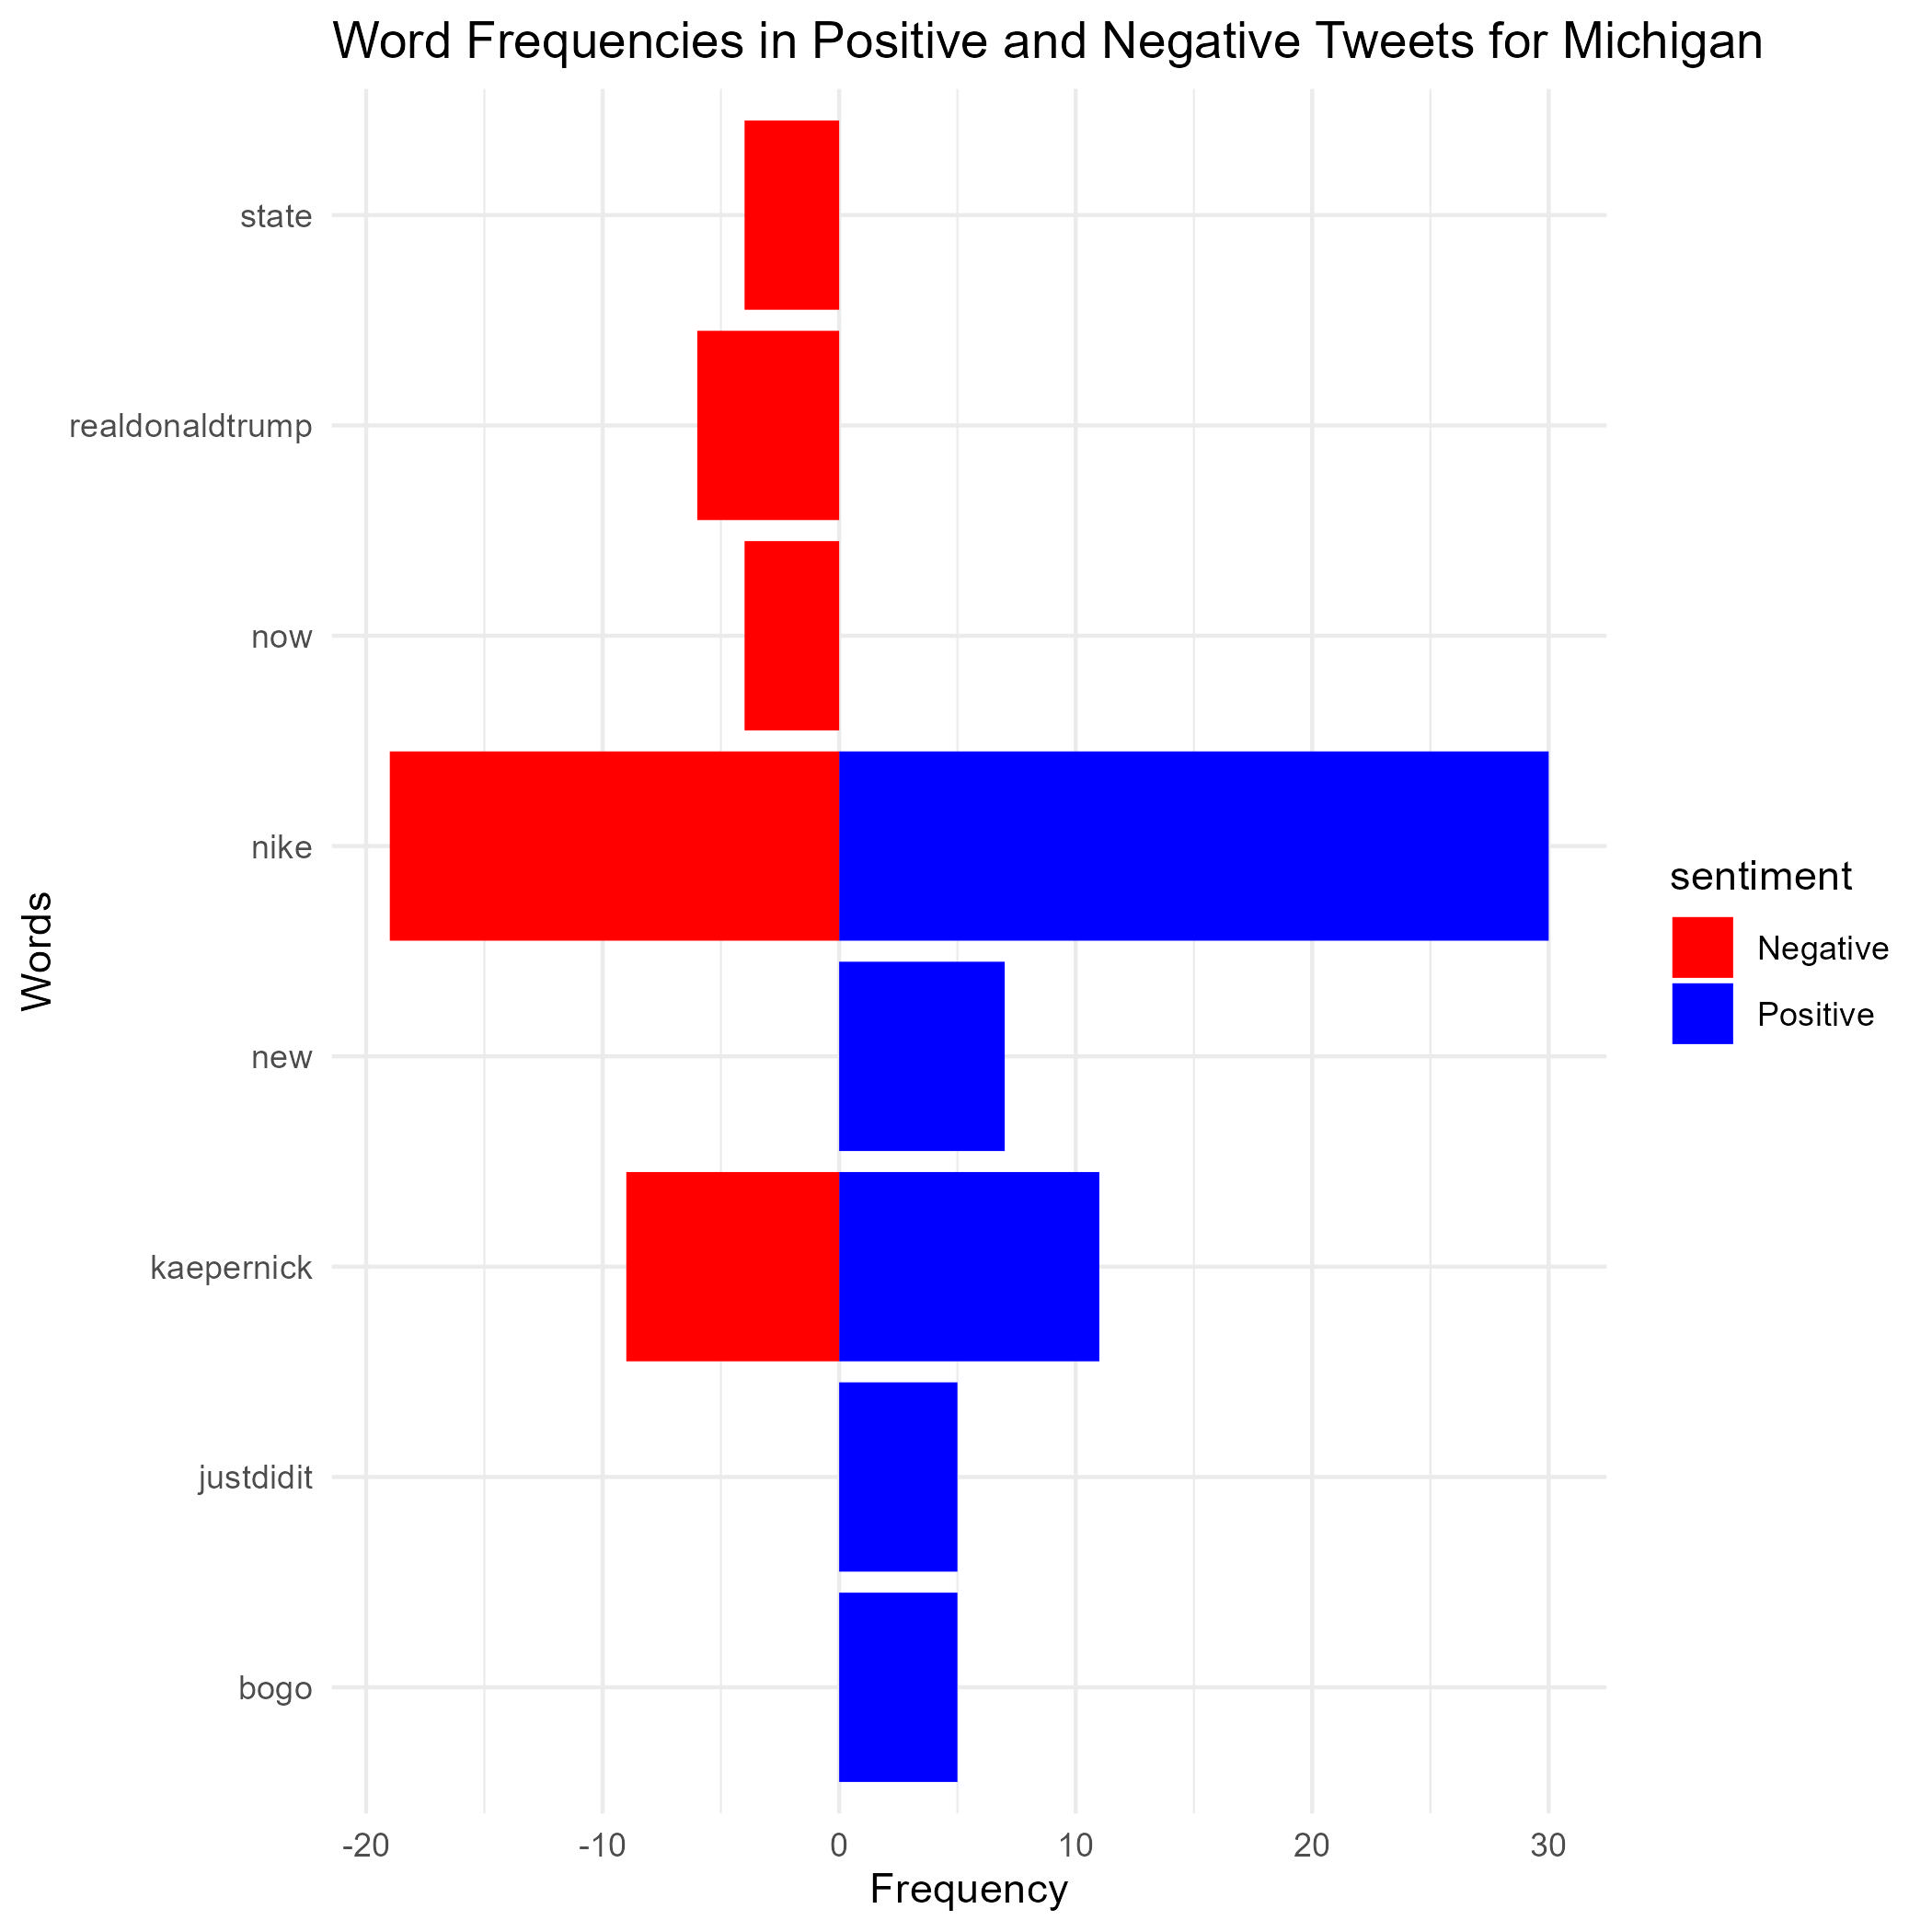 Word Frequencies in Positive and Negative Tweets for Michigan
state
realdonaldtrump
now
nike
new
kaepernick
justdidit
bogo
Words
-20 -10 0 10 20 30
Frequency
sentiment
Negative
Positive